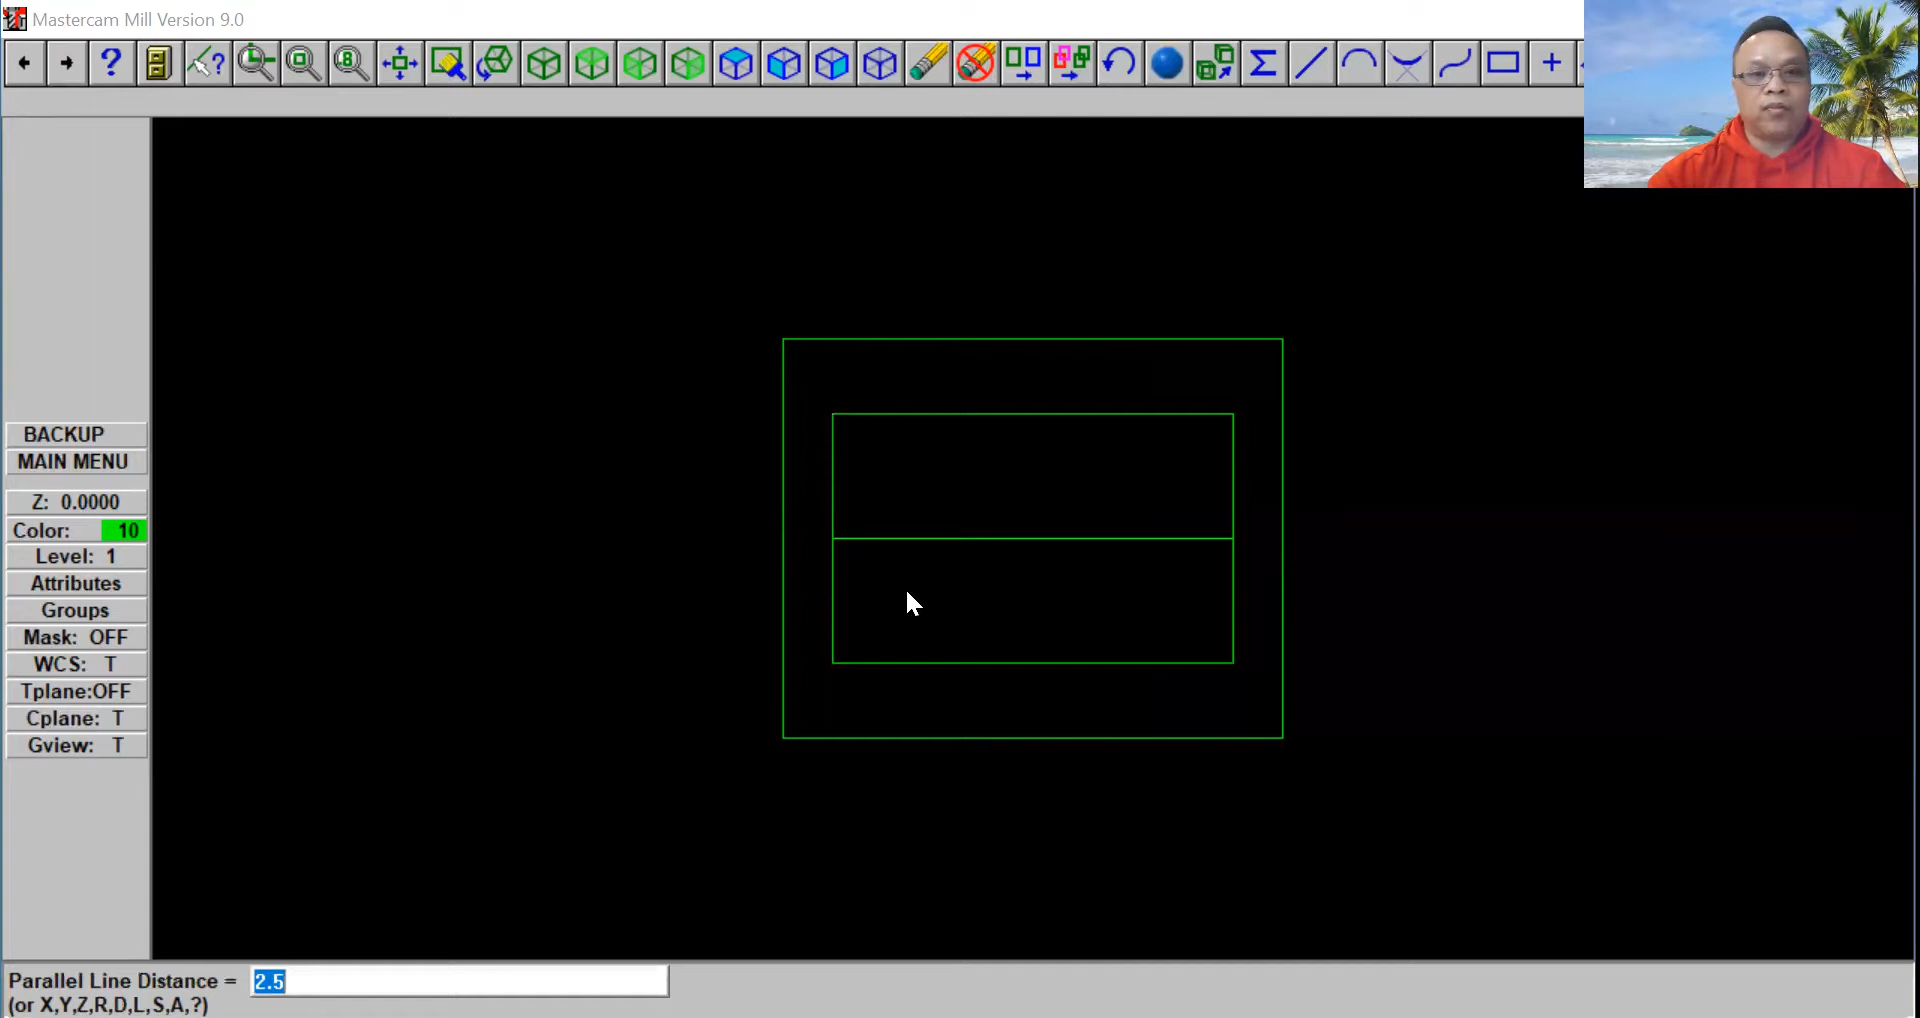 Mastercam Mill Version 9.0
BACKUP
MAIN MENU
Z: 0.0000
Color: 10
Level: 1
Attributes
Groups
Mask: OFF
WCS: T
Tplane:OFF
Cplane: T
Gview: T
Parallel Line Distance = 2.5
(or X,Y,Z,R,D,L,S,A,?)